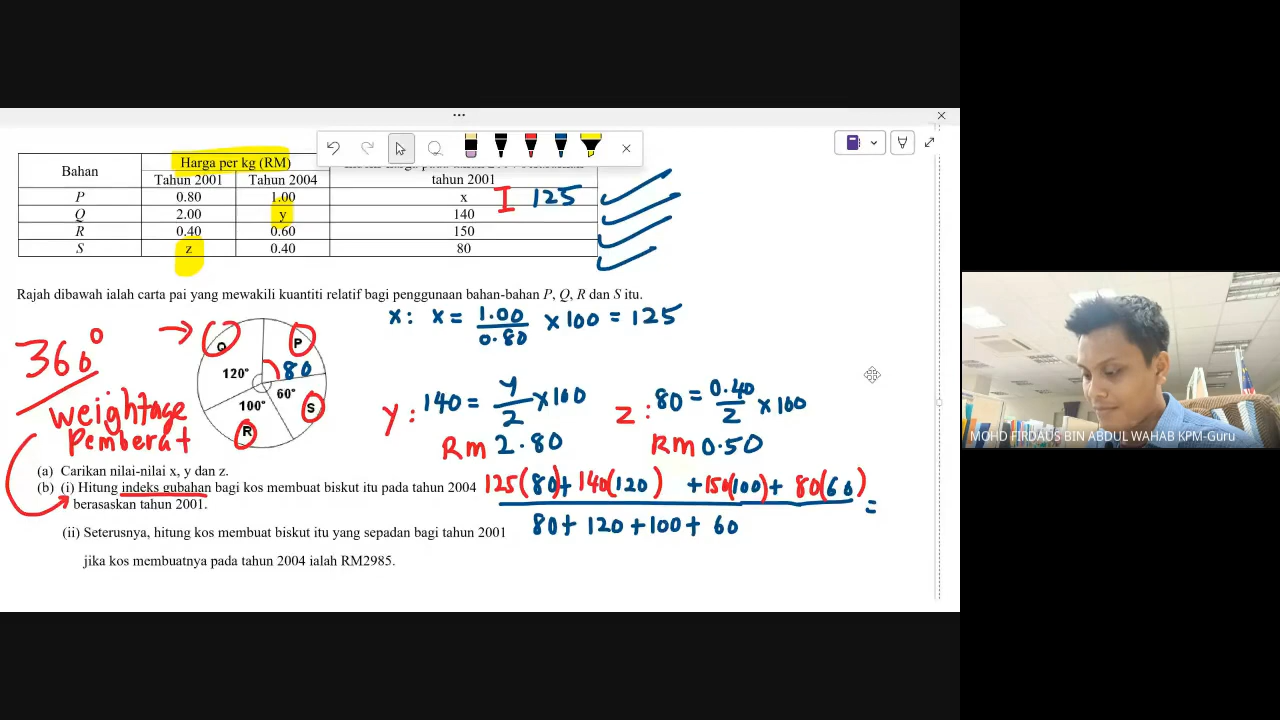 Bahan Harga per kg (RM)
Tahun 2001 Tahun 2004 tahun 2001
P 0.80 1.00 x I 125
Q 2.00 y 140
R 0.40 0.60 150
S z 0.40 80
Rajah dibawah ialah carta pai yang mewakili kuantiti relatif bagi penggunaan bahan-bahan P, Q, R dan S itu.
x: x = 1.00/0.80 x100 = 125
360°
weightage
Pemberat
Q P
120° 80
60°
100° S
R
y: 140 = y/2 x100
Rm 2.80
z: 80 = 0.40/z x100
Rm 0.50
(a) Carikan nilai-nilai x, y dan z.
(b) (i) Hitung indeks gubahan bagi kos membuat biskut itu pada tahun 2004
berasaskan tahun 2001.
125(80)+ 140(120) +150(100)+ 80(60) =
80+ 120 +100+ 60
(ii) Seterusnya, hitung kos membuat biskut itu yang sepadan bagi tahun 2001
jika kos membuatnya pada tahun 2004 ialah RM2985.
MOHD FIRDAUS BIN ABDUL WAHAB KPM-Guru